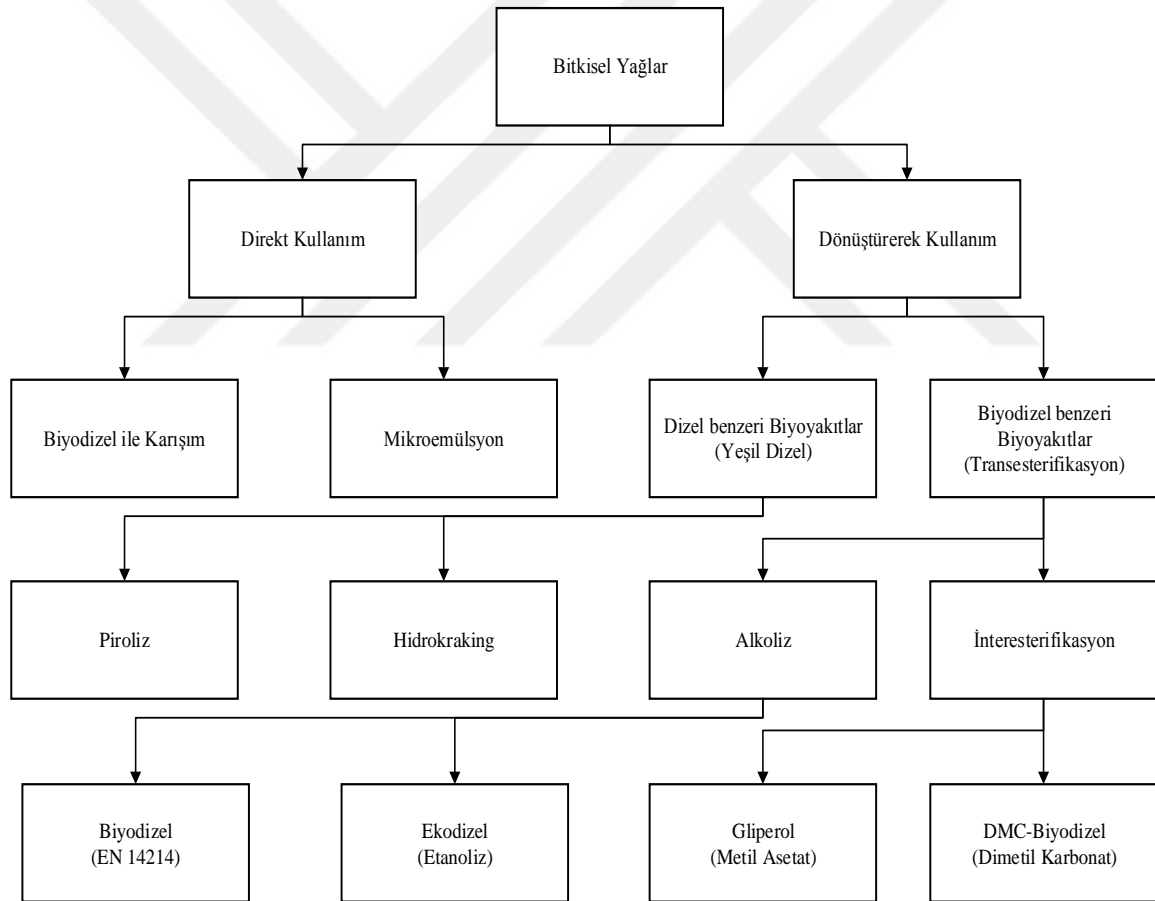 Bitkisel Yağlar
Direkt Kullanım
Dönüştürerek Kullanım
Biyodizel ile Karışım
Mikroemülsyon
Dizel benzeri Biyoyakıtlar
(Yeşil Dizel)
Biyodizel benzeri
Biyoyakıtlar
(Transesterifikasyon)
Piroliz
Hidrokraking
Alkoliz
İnteresterifikasyon
Biyodizel
(EN 14214)
Ekodizel
(Etanoliz)
Gliperol
(Metil Asetat)
DMC-Biyodizel
(Dimetil Karbonat)